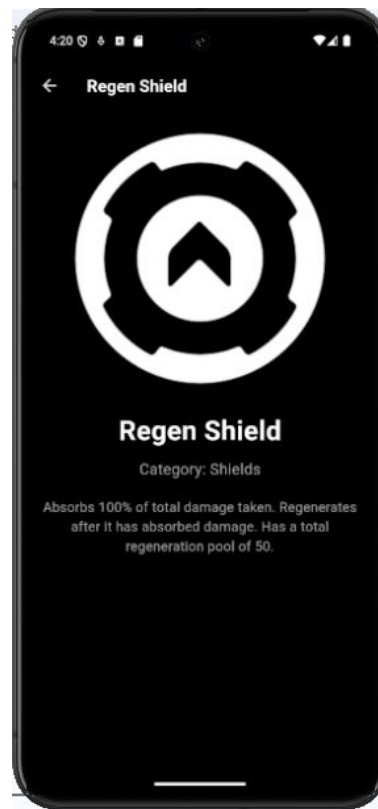 4:20
Regen Shield
Regen Shield
Category: Shields
Absorbs 100% of total damage taken. Regenerates
after it has absorbed damage. Has a total
regeneration pool of 50.